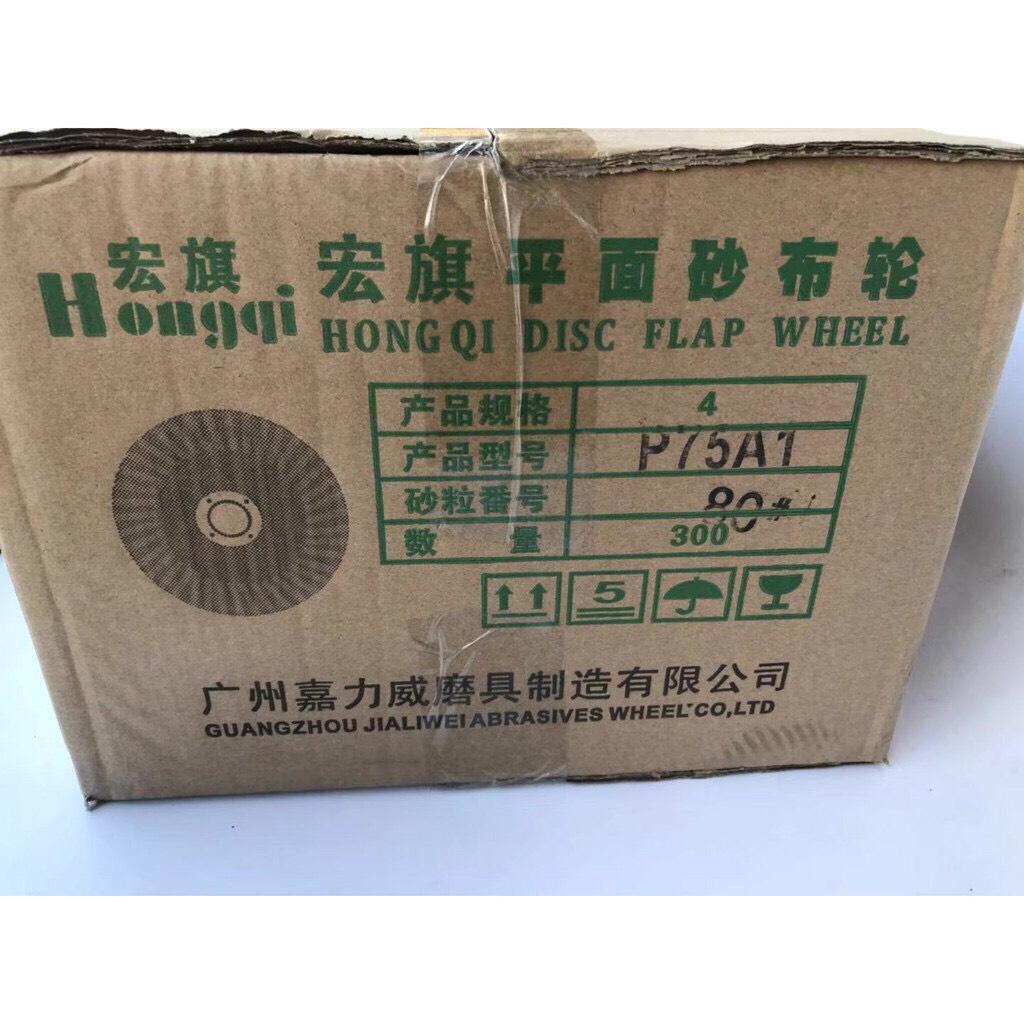 宏旗
Hongqi
宏旗平面砂布轮
HONG QI DISC FLAP WHEEL
产品规格 4
产品型号 P75A1
砂粒番号 80#
数量 300
5
广州嘉力威磨具制造有限公司
GUANGZHOU JIALIWEI ABRASIVES WHEEL CO,LTD